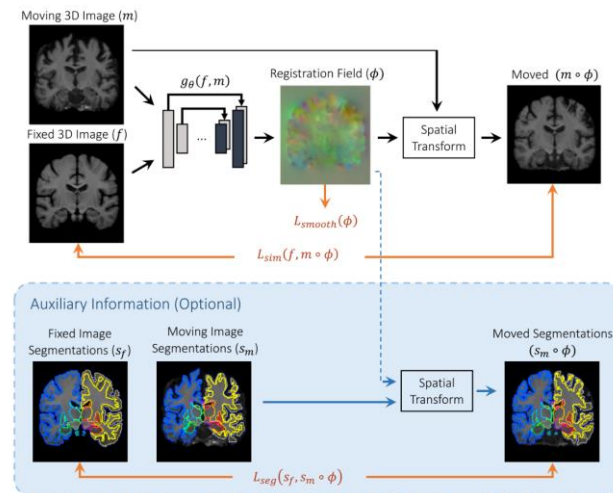 Moving 3D Image (m)
g_θ(f, m)
Registration Field (ϕ)
Moved (m ∘ ϕ)
Fixed 3D Image (f)
...
Spatial
Transform
L_smooth(ϕ)
L_sim(f, m ∘ ϕ)
Auxiliary Information (Optional)
Fixed Image
Segmentations (s_f)
Moving Image
Segmentations (s_m)
Moved Segmentations
(s_m ∘ ϕ)
Spatial
Transform
L_seg(s_f, s_m ∘ ϕ)